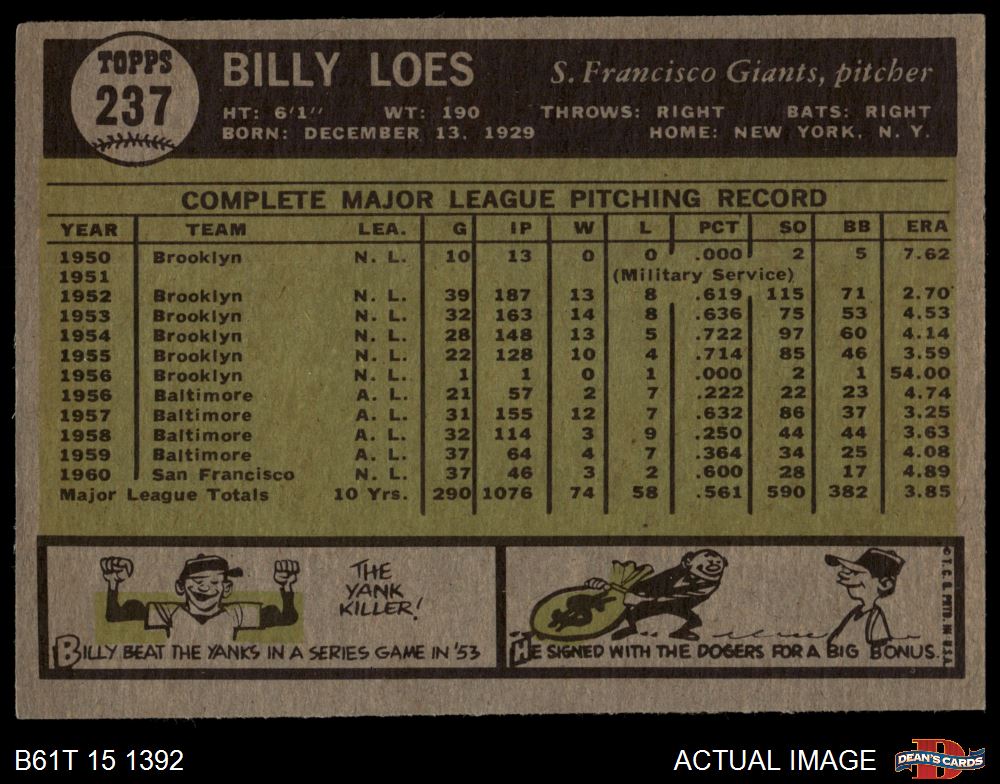 TOPPS
237
BILLY LOES
S. Francisco Giants, pitcher
HT: 6'1" WT: 190 THROWS: RIGHT BATS: RIGHT
BORN: DECEMBER 13, 1929 HOME: NEW YORK, N. Y.
COMPLETE MAJOR LEAGUE PITCHING RECORD
YEAR TEAM LEA. G IP W L PCT SO BB ERA
1950 Brooklyn N. L. 10 13 0 0 .000 2 5 7.62
1951 (Military Service)
1952 Brooklyn N. L. 39 187 13 8 .619 115 71 2.70
1953 Brooklyn N. L. 32 163 14 8 .636 75 53 4.53
1954 Brooklyn N. L. 28 148 13 5 .722 97 60 4.14
1955 Brooklyn N. L. 22 128 10 4 .714 85 46 3.59
1956 Brooklyn N. L. 1 1 0 1 .000 2 1 54.00
1956 Baltimore A. L. 21 57 2 7 .222 22 23 4.74
1957 Baltimore A. L. 31 155 12 7 .632 86 37 3.25
1958 Baltimore A. L. 32 114 3 9 .250 44 44 3.63
1959 Baltimore A. L. 37 64 4 7 .364 34 25 4.08
1960 San Francisco N. L. 37 46 3 2 .600 28 17 4.89
Major League Totals 10 Yrs. 290 1076 74 58 .561 590 382 3.85
THE
YANK
KILLER!
BILLY BEAT THE YANKS IN A SERIES GAME IN '53
$
HE SIGNED WITH THE DOGERS FOR A BIG BONUS.
© T. C. G. PRTD. IN U.S.A.
B61T 15 1392
ACTUAL IMAGE
D
DEAN'S CARDS